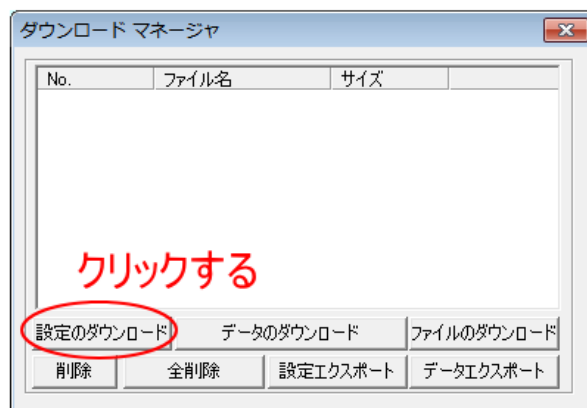 ダウンロード マネージャ
No. ファイル名 サイズ
クリックする
設定のダウンロード データのダウンロード ファイルのダウンロード
削除 全削除 設定エクスポート データエクスポート